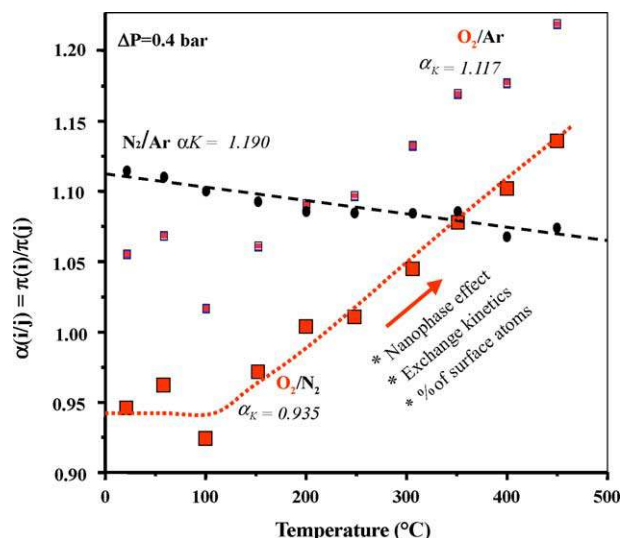 ΔP=0.4 bar
O₂/Ar
α_K = 1.117
N₂/Ar αK = 1.190
O₂/N₂
α_K = 0.935
* Nanophase effect
* Exchange kinetics
* % of surface atoms
α(i/j) = π(i)/π(j)
1.20
1.15
1.10
1.05
1.00
0.95
0.90
0 100 200 300 400 500
Temperature (°C)